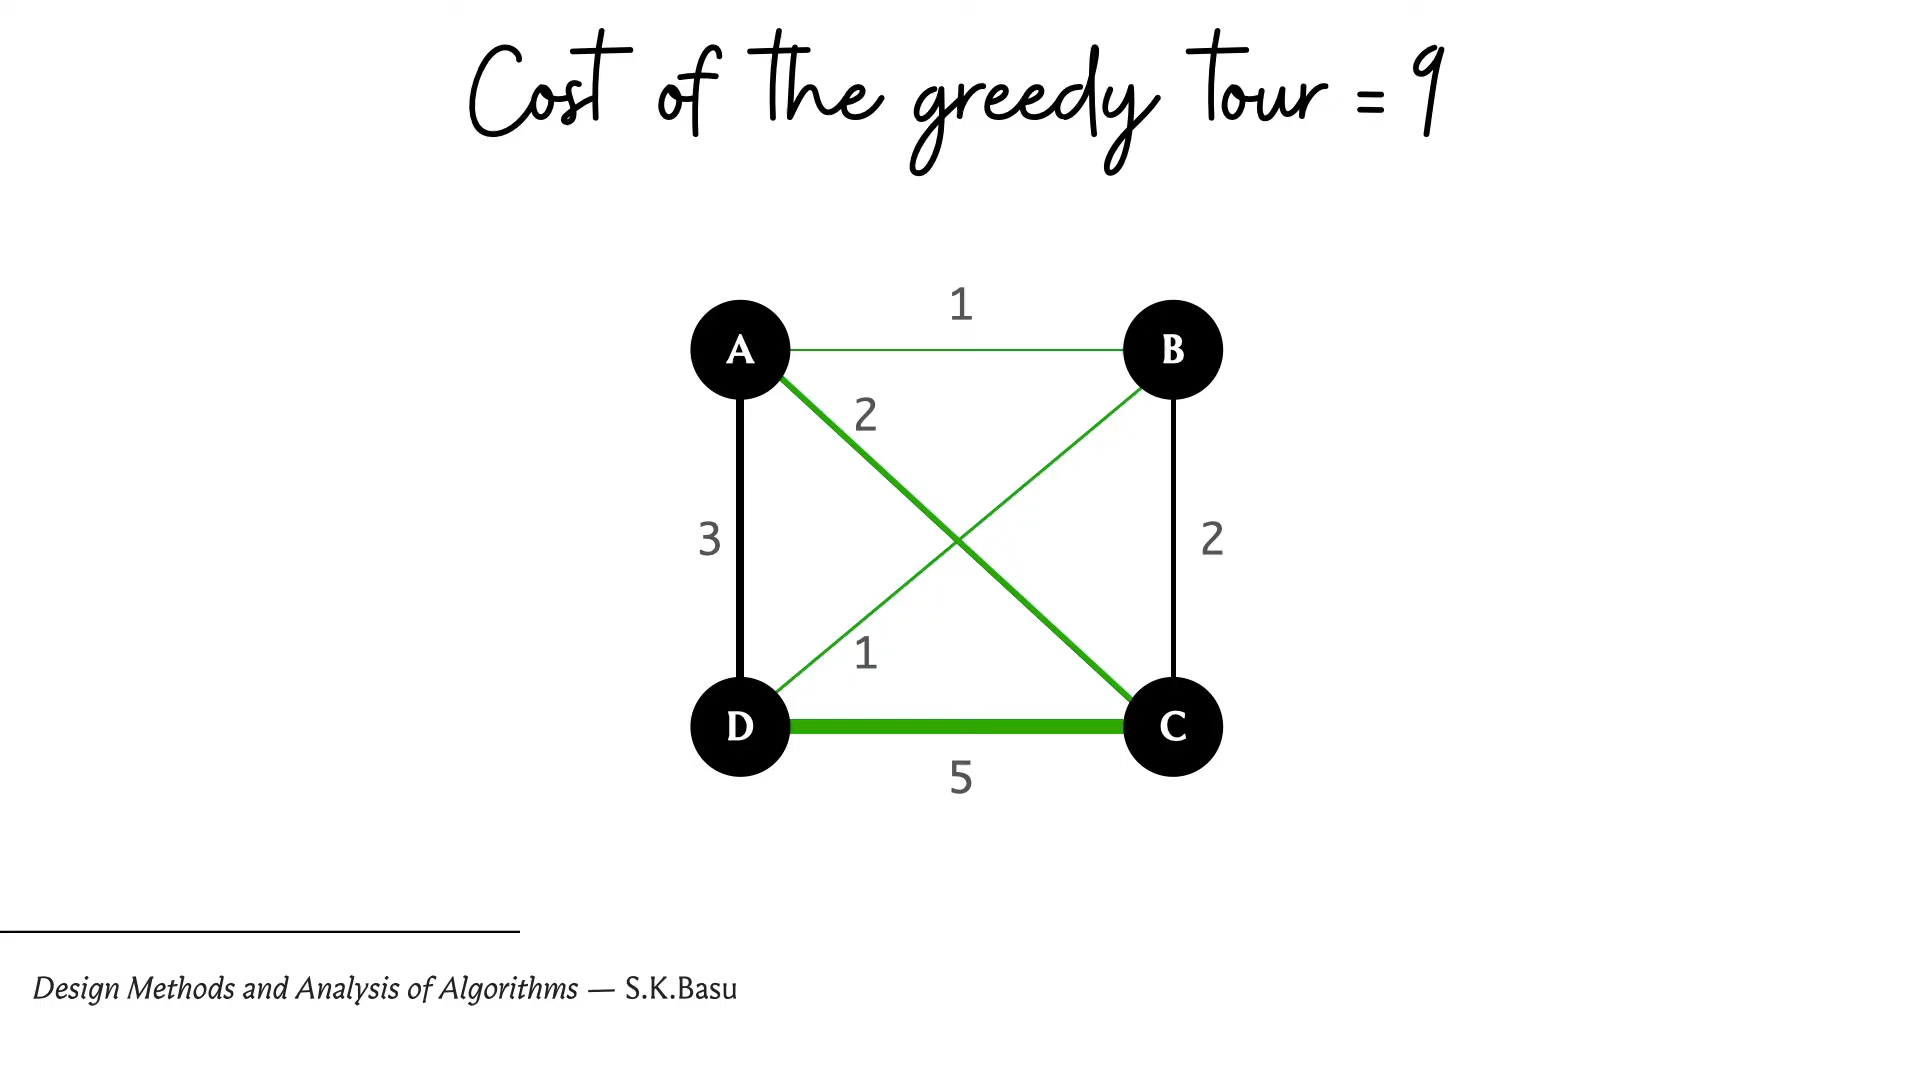 Cost of the greedy tour = 9
1
A
B
2
3
2
1
D
C
5
Design Methods and Analysis of Algorithms — S.K.Basu